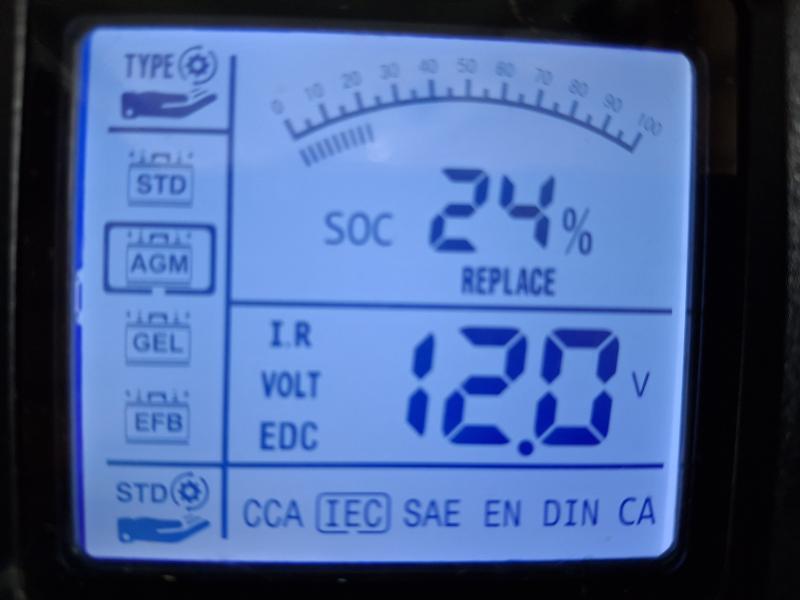 TYPE
0 10 20 30 40 50 60 70 80 90 100
STD
SOC 24%
AGM
REPLACE
GEL
EFB
I.R
VOLT
EDC
12.0 V
STD
CCA IEC SAE EN DIN CA